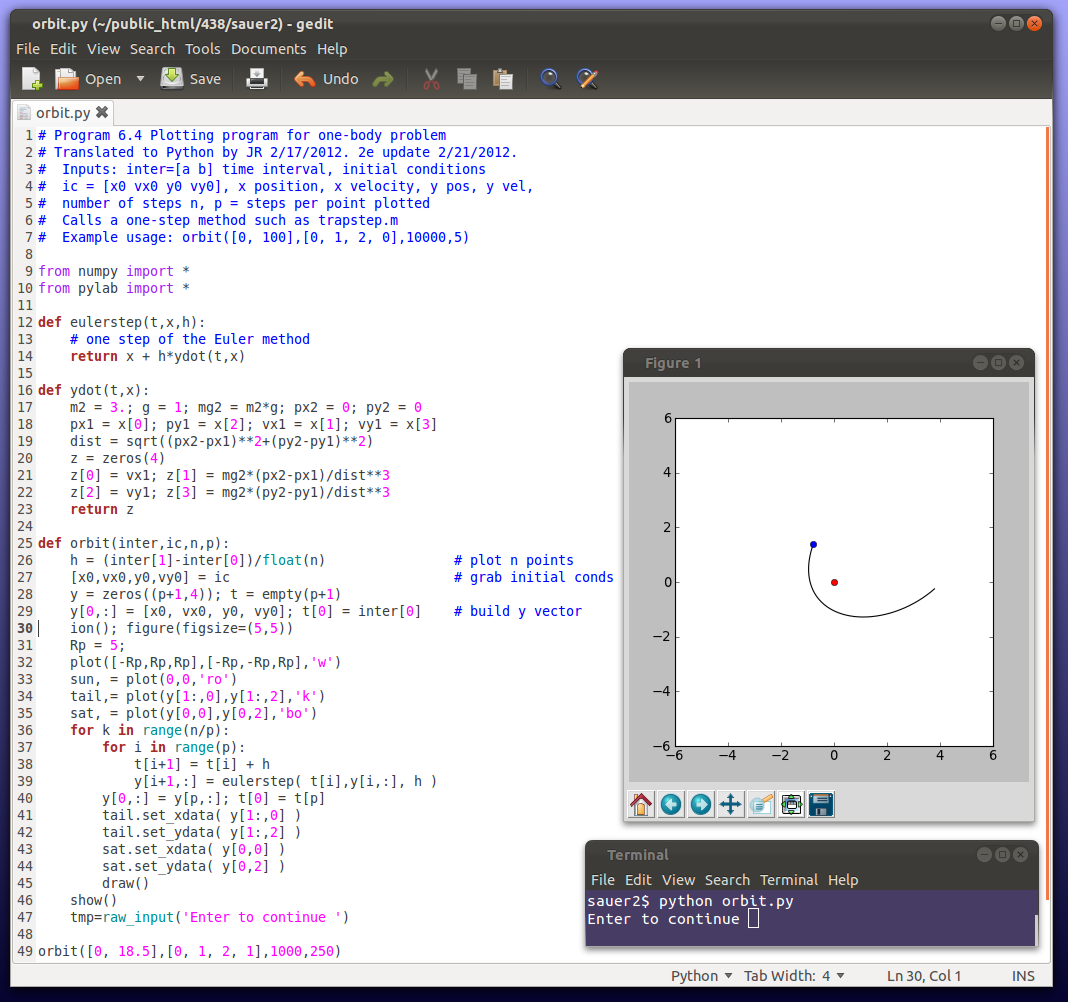 orbit.py (~/public_html/438/sauer2) - gedit
File Edit View Search Tools Documents Help
Open Save Undo
orbit.py
1 # Program 6.4 Plotting program for one-body problem
2 # Translated to Python by JR 2/17/2012. 2e update 2/21/2012.
3 #  Inputs: inter=[a b] time interval, initial conditions
4 #  ic = [x0 vx0 y0 vy0], x position, x velocity, y pos, y vel,
5 #  number of steps n, p = steps per point plotted
6 #  Calls a one-step method such as trapstep.m
7 #  Example usage: orbit([0, 100],[0, 1, 2, 0],10000,5)
8
9 from numpy import *
10 from pylab import *
11
12 def eulerstep(t,x,h):
13     # one step of the Euler method
14     return x + h*ydot(t,x)
15
16 def ydot(t,x):
17     m2 = 3.; g = 1; mg2 = m2*g; px2 = 0; py2 = 0
18     px1 = x[0]; py1 = x[2]; vx1 = x[1]; vy1 = x[3]
19     dist = sqrt((px2-px1)**2+(py2-py1)**2)
20     z = zeros(4)
21     z[0] = vx1; z[1] = mg2*(px2-px1)/dist**3
22     z[2] = vy1; z[3] = mg2*(py2-py1)/dist**3
23     return z
24
25 def orbit(inter,ic,n,p):
26     h = (inter[1]-inter[0])/float(n)                # plot n points
27     [x0,vx0,y0,vy0] = ic                            # grab initial conds
28     y = zeros((p+1,4)); t = empty(p+1)
29     y[0,:] = [x0, vx0, y0, vy0]; t[0] = inter[0]    # build y vector
30     ion(); figure(figsize=(5,5))
31     Rp = 5;
32     plot([-Rp,Rp,Rp],[-Rp,-Rp,Rp],'w')
33     sun, = plot(0,0,'ro')
34     tail,= plot(y[1:,0],y[1:,2],'k')
35     sat, = plot(y[0,0],y[0,2],'bo')
36     for k in range(n/p):
37         for i in range(p):
38             t[i+1] = t[i] + h
39             y[i+1,:] = eulerstep( t[i],y[i,:], h )
40         y[0,:] = y[p,:]; t[0] = t[p]
41         tail.set_xdata( y[1:,0] )
42         tail.set_ydata( y[1:,2] )
43         sat.set_xdata( y[0,0] )
44         sat.set_ydata( y[0,2] )
45         draw()
46     show()
47     tmp=raw_input('Enter to continue ')
48
49 orbit([0, 18.5],[0, 1, 2, 1],1000,250)
Figure 1
6
4
2
0
−2
−4
−6
−6 −4 −2 0 2 4 6
Terminal
File Edit View Search Terminal Help
sauer2$ python orbit.py
Enter to continue
Python Tab Width: 4 Ln 30, Col 1 INS